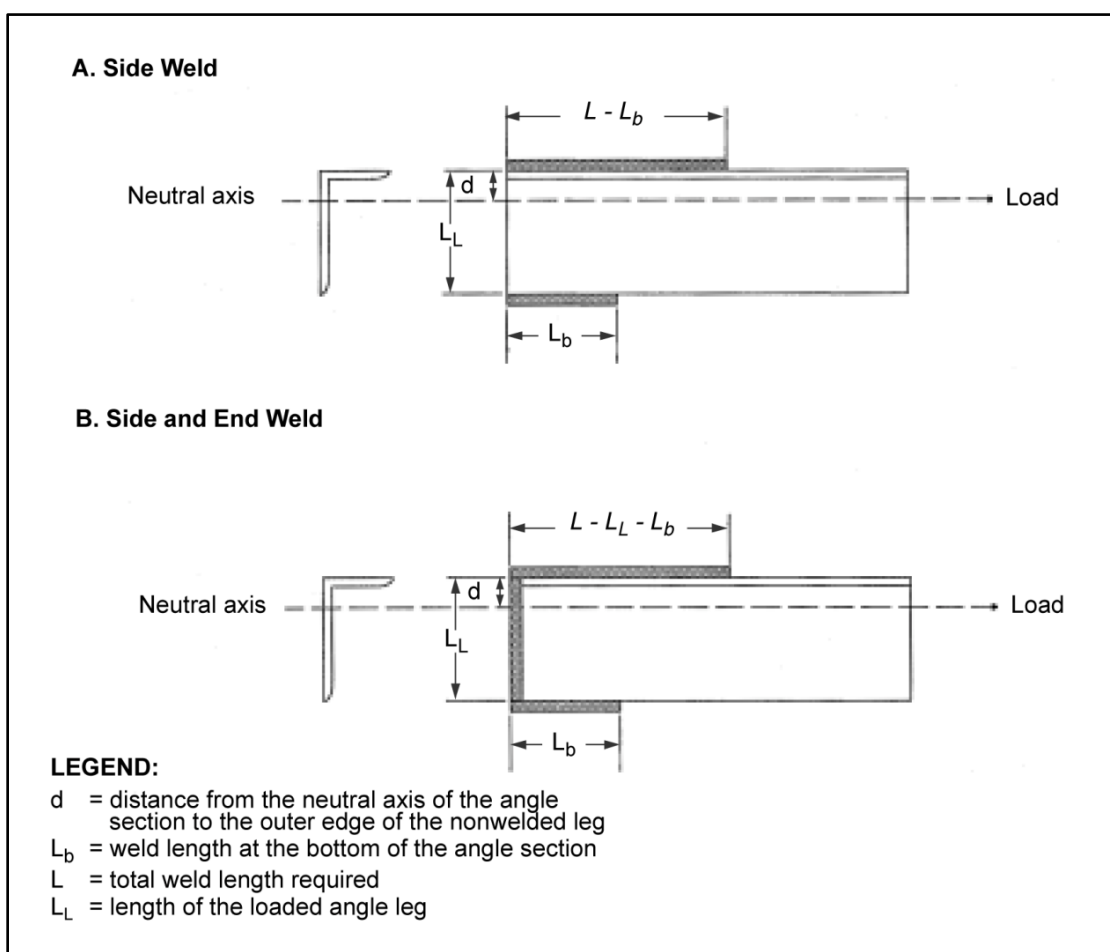 A. Side Weld
L - Lb
Neutral axis
d
Load
LL
Lb
B. Side and End Weld
L - LL - Lb
Neutral axis
d
Load
LL
Lb
LEGEND:
d = distance from the neutral axis of the angle
section to the outer edge of the nonwelded leg
Lb = weld length at the bottom of the angle section
L = total weld length required
LL = length of the loaded angle leg